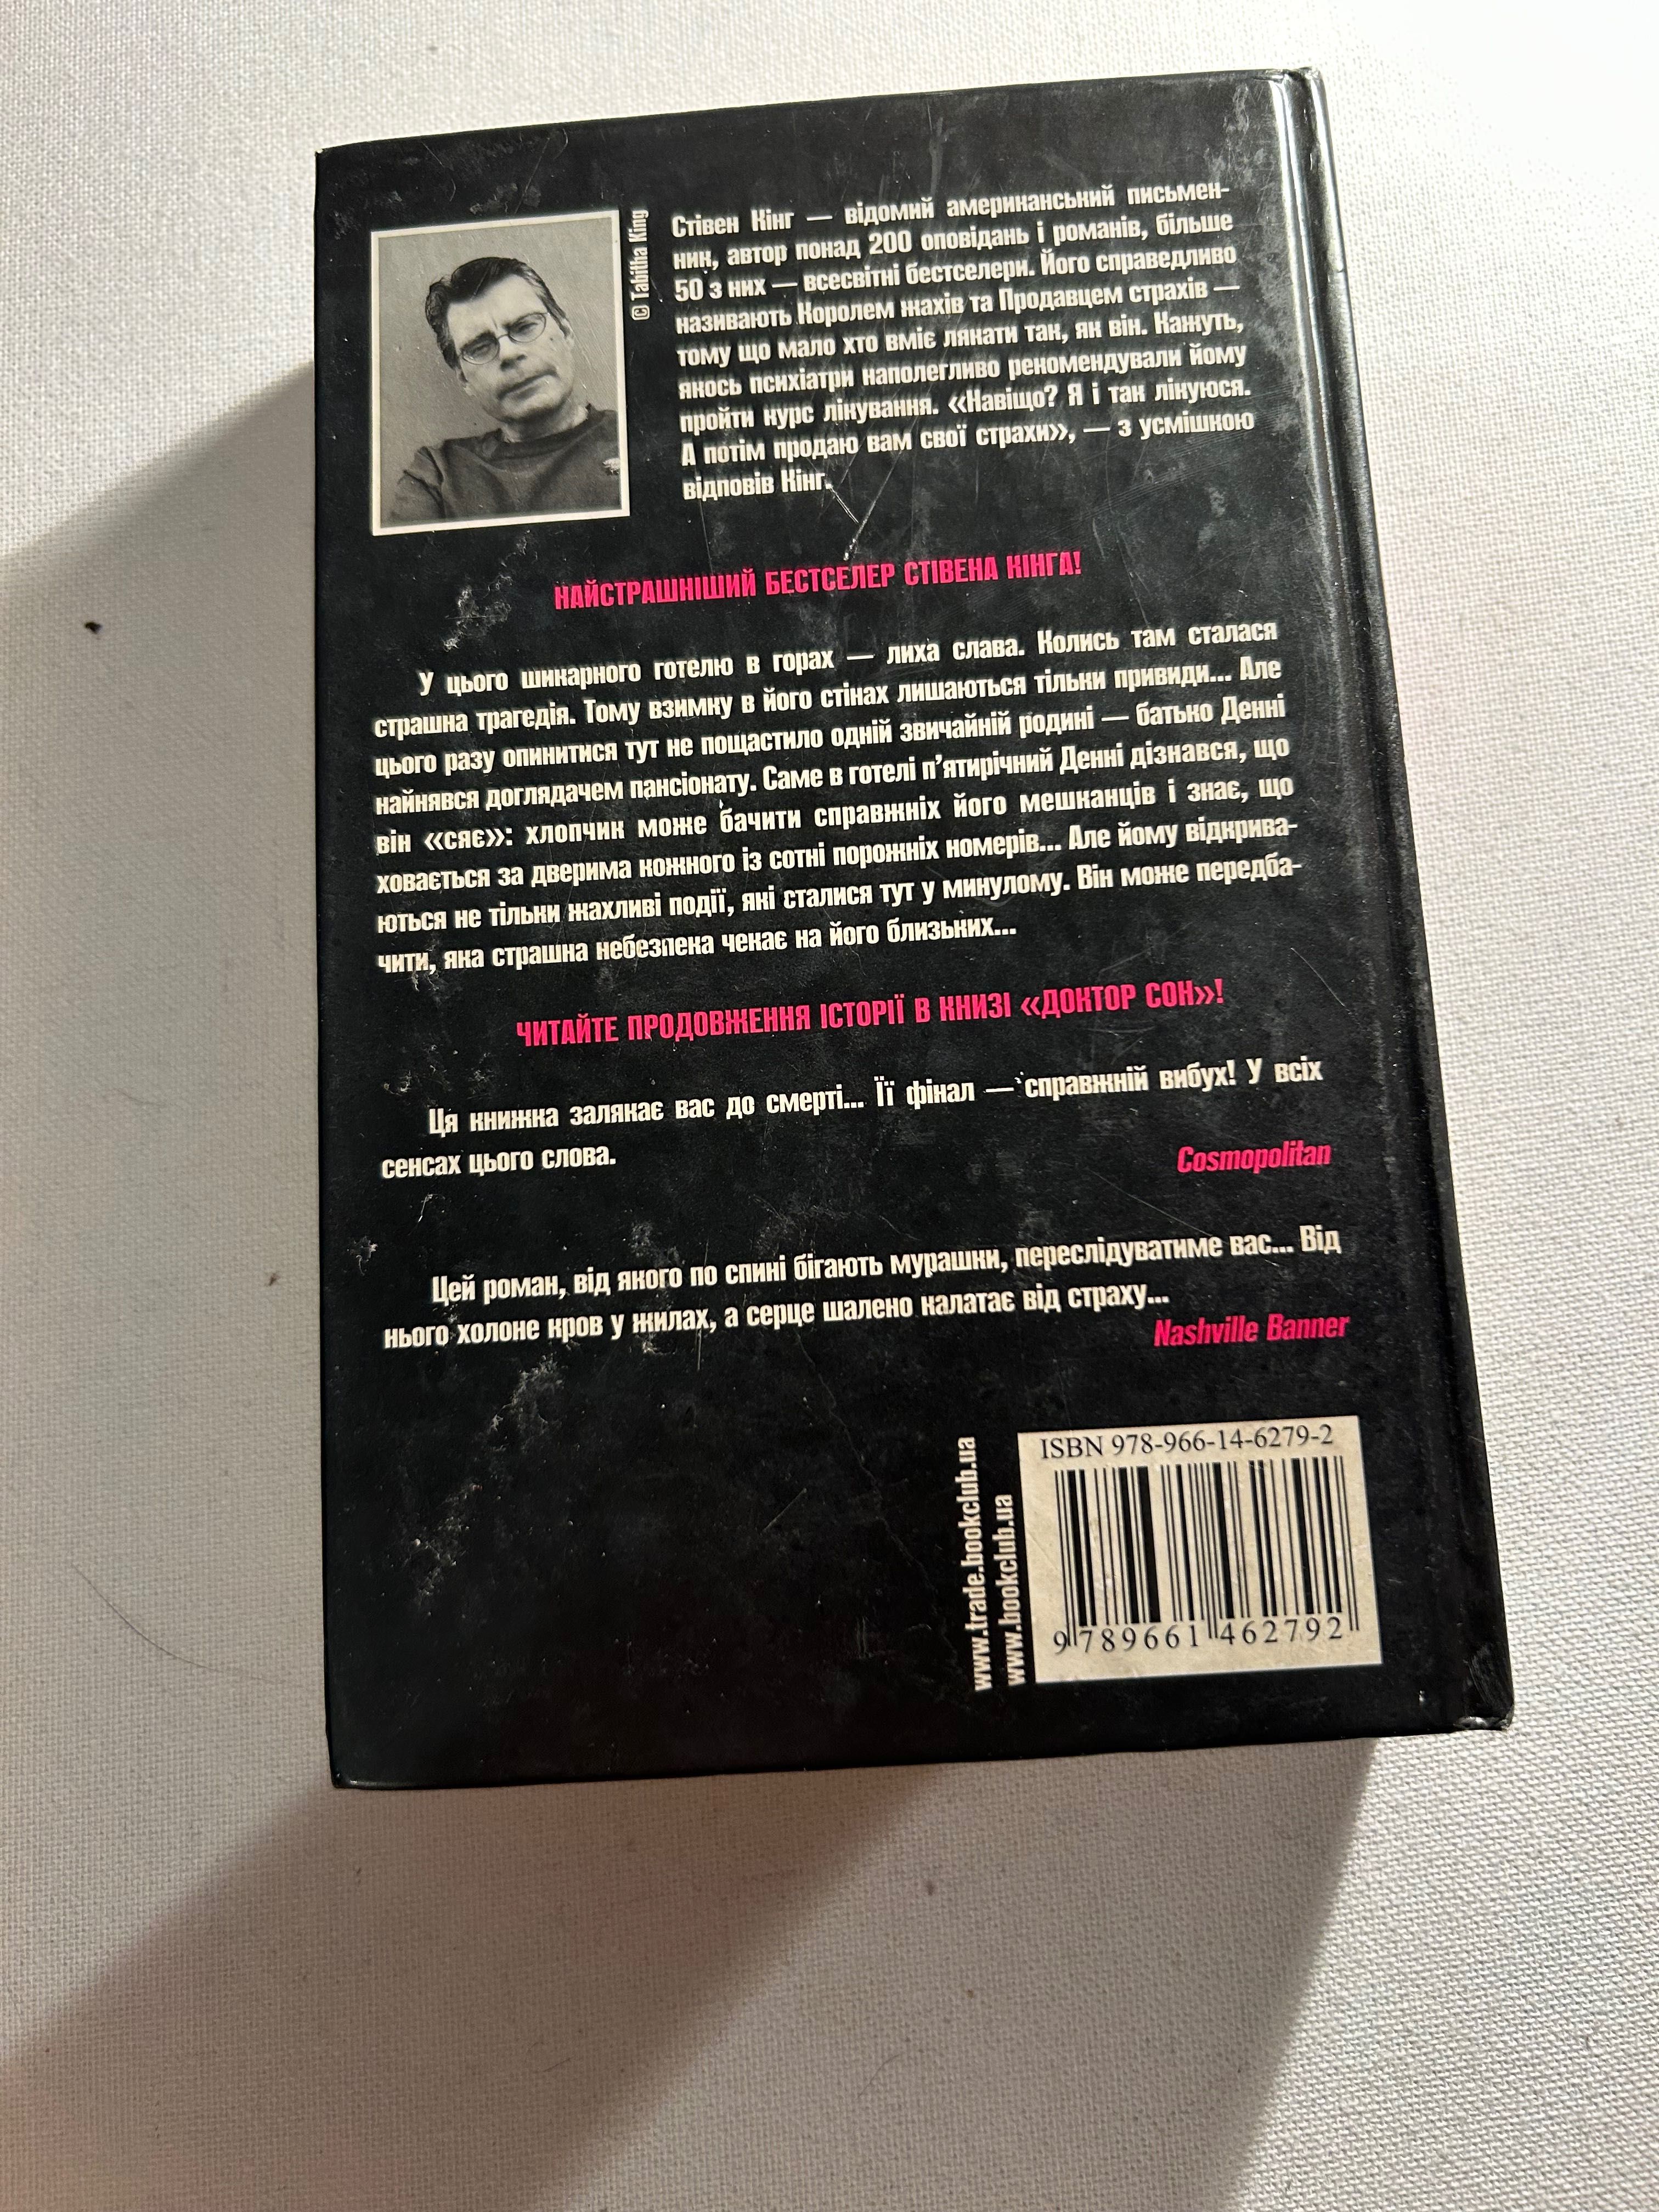 © Tabitha King
Стівен Кінг — відомий американський письмен-
ник, автор понад 200 оповідань і романів, більше
50 з них — всесвітні бестселери. Його справедливо
називають Королем жахів та Продавцем страхів —
тому що мало хто вміє лякати так, як він. Кажуть,
якось психіатри наполегливо рекомендували йому
пройти курс лікування. «Навіщо? Я і так лікуюся.
А потім продаю вам свої страхи», — з усмішкою
відповів Кінг.
НАЙСТРАШНІШИЙ БЕСТСЕЛЕР СТІВЕНА КІНГА!
У цього шикарного готелю в горах — лиха слава. Колись там сталася
страшна трагедія. Тому взимку в його стінах лишаються тільки привиди... Але
цього разу опинитися тут не пощастило одній звичайній родині — батько Денні
найнявся доглядачем пансіонату. Саме в готелі п’ятирічний Денні дізнався, що
він «сяє»: хлопчик може бачити справжніх його мешканців і знає, що
ховається за дверима кожного із сотні порожніх номерів... Але йому відкрива-
ються не тільки жахливі події, які сталися тут у минулому. Він може передба-
чити, яка страшна небезпека чекає на його близьких...
ЧИТАЙТЕ ПРОДОВЖЕННЯ ІСТОРІЇ В КНИЗІ «ДОКТОР СОН»!
Ця книжка залякає вас до смерті... Її фінал — справжній вибух! У всіх
сенсах цього слова.
Cosmopolitan
Цей роман, від якого по спині бігають мурашки, переслідуватиме вас... Від
нього холоне кров у жилах, а серце шалено калатає від страху...
Nashville Banner
www.trade.bookclub.ua
www.bookclub.ua
ISBN 978-966-14-6279-2
9 789661 462792